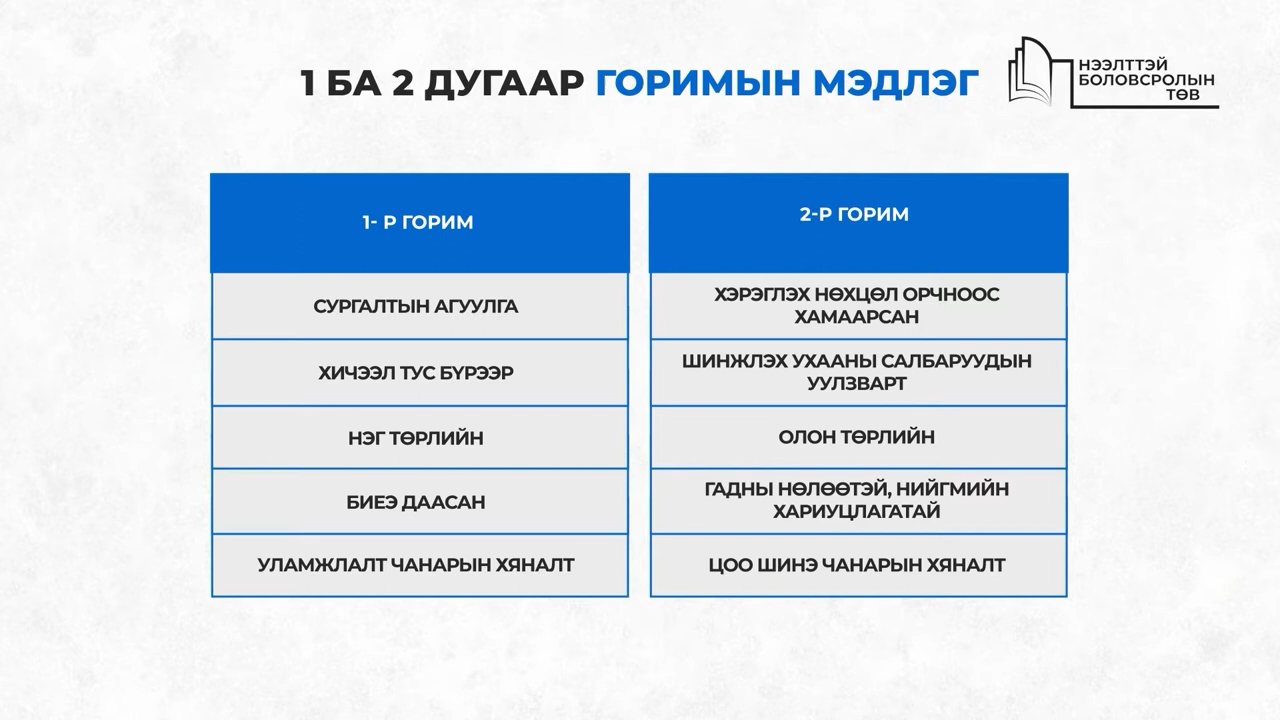 1 БА 2 ДУГААР ГОРИМЫН МЭДЛЭГ
НЭЭЛТТЭЙ
БОЛОВСРОЛЫН
ТӨВ
1- Р ГОРИМ
2-Р ГОРИМ
СУРГАЛТЫН АГУУЛГА
ХЭРЭГЛЭХ НӨХЦӨЛ ОРЧНООС
ХАМААРСАН
ХИЧЭЭЛ ТУС БҮРЭЭР
ШИНЖЛЭХ УХААНЫ САЛБАРУУДЫН
УУЛЗВАРТ
НЭГ ТӨРЛИЙН
ОЛОН ТӨРЛИЙН
БИЕЭ ДААСАН
ГАДНЫ НӨЛӨӨТЭЙ, НИЙГМИЙН
ХАРИУЦЛАГАТАЙ
УЛАМЖЛАЛТ ЧАНАРЫН ХЯНАЛТ
ЦОО ШИНЭ ЧАНАРЫН ХЯНАЛТ